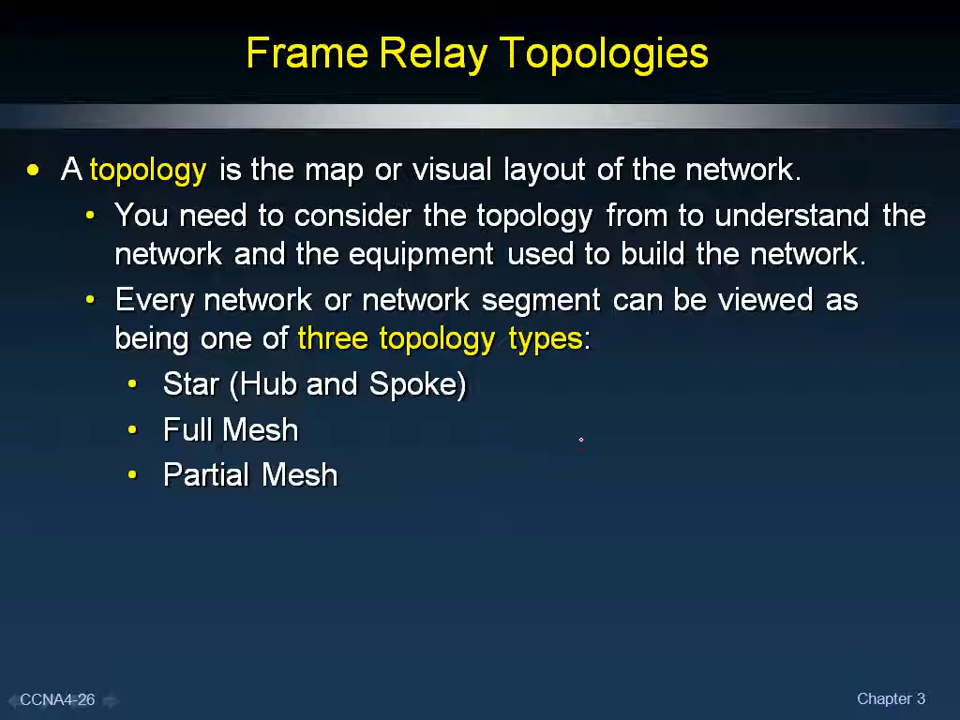 Frame Relay Topologies
• A topology is the map or visual layout of the network.
• You need to consider the topology from to understand the
network and the equipment used to build the network.
• Every network or network segment can be viewed as
being one of three topology types:
• Star (Hub and Spoke)
• Full Mesh
• Partial Mesh
CCNA4-26
Chapter 3